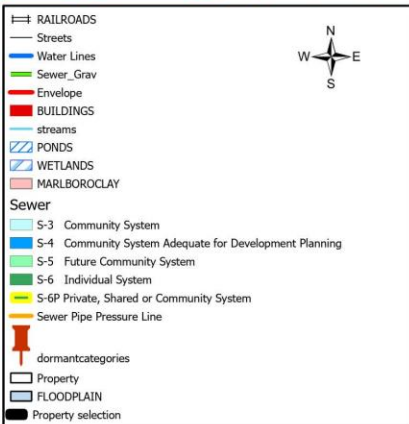 RAILROADS
Streets
Water Lines
Sewer_Grav
Envelope
BUILDINGS
streams
PONDS
WETLANDS
MARLBOROCLAY
Sewer
S-3 Community System
S-4 Community System Adequate for Development Planning
S-5 Future Community System
S-6 Individual System
S-6P Private, Shared or Community System
Sewer Pipe Pressure Line
dormantcategories
Property
FLOODPLAIN
Property selection
N
W E
S